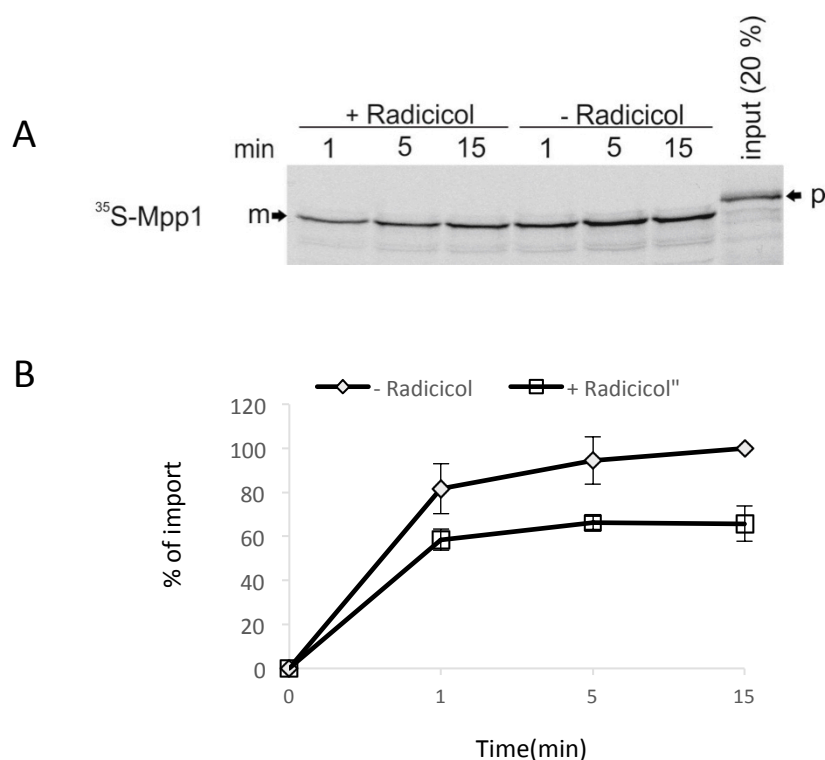 A
+ Radicicol - Radicicol input (20 %)
min 1 5 15 1 5 15
³⁵S-Mpp1 m p
B
- Radicicol + Radicicol"
120
100
80
60
40
20
0
% of import
0 1 5 15
Time(min)